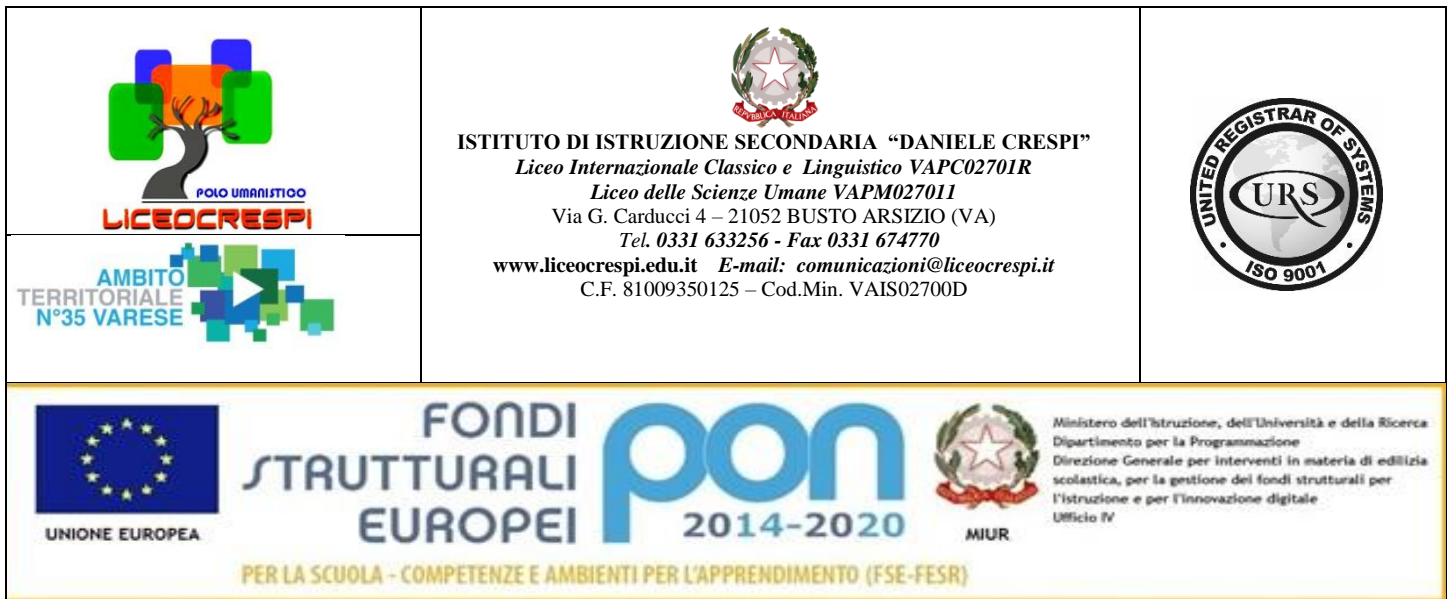 POLO UMANISTICO
LICEOCRESPI
AMBITO
TERRITORIALE
N°35 VARESE
REPVBBLICA ITALIANA
ISTITUTO DI ISTRUZIONE SECONDARIA “DANIELE CRESPI”
Liceo Internazionale Classico e Linguistico VAPC02701R
Liceo delle Scienze Umane VAPM027011
Via G. Carducci 4 – 21052 BUSTO ARSIZIO (VA)
Tel. 0331 633256 - Fax 0331 674770
www.liceocrespi.edu.it E-mail: comunicazioni@liceocrespi.it
C.F. 81009350125 – Cod.Min. VAIS02700D
UNITED REGISTRAR OF SYSTEMS
URS
ISO 9001
UNIONE EUROPEA
FONDI
STRUTTURALI
EUROPEI
pon
2014-2020
MIUR
Ministero dell'Istruzione, dell'Università e della Ricerca
Dipartimento per la Programmazione
Direzione Generale per interventi in materia di edilizia
scolastica, per la gestione dei fondi strutturali per
l'istruzione e per l'innovazione digitale
Ufficio IV
PER LA SCUOLA - COMPETENZE E AMBIENTI PER L'APPRENDIMENTO (FSE-FESR)